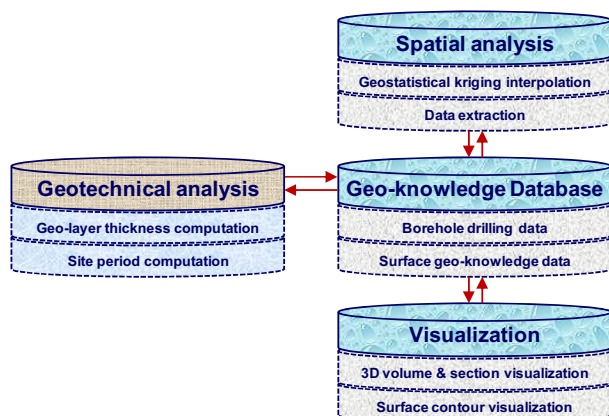 Spatial analysis
Geostatistical kriging interpolation
Data extraction
Geotechnical analysis
Geo-layer thickness computation
Site period computation
Geo-knowledge Database
Borehole drilling data
Surface geo-knowledge data
Visualization
3D volume & section visualization
Surface contour visualization